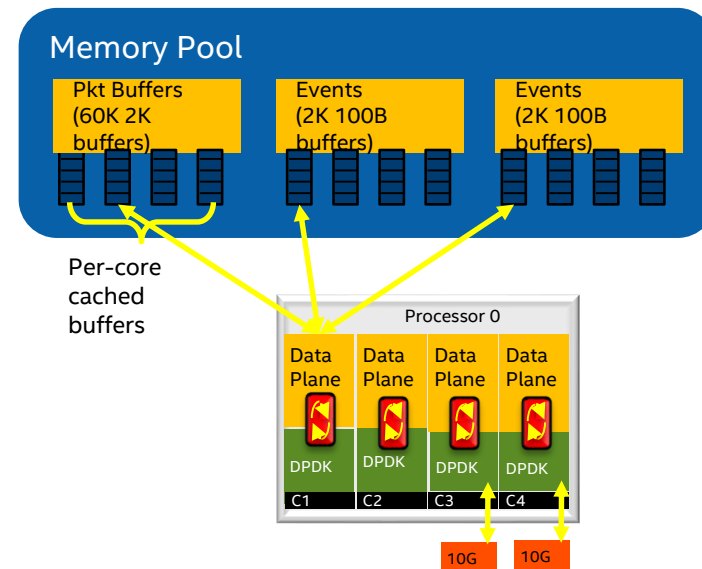 Memory Pool
Pkt Buffers
(60K 2K
buffers)
Events
(2K 100B
buffers)
Events
(2K 100B
buffers)
Per-core
cached
buffers
Processor 0
Data
Plane
Data
Plane
Data
Plane
Data
Plane
DPDK
DPDK
DPDK
DPDK
C1
C2
C3
C4
10G
10G